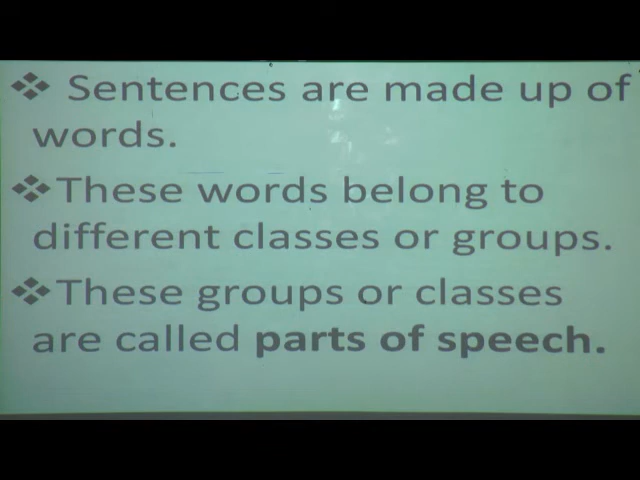 ❖ Sentences are made up of
words.
❖ These words belong to
different classes or groups.
❖ These groups or classes
are called parts of speech.